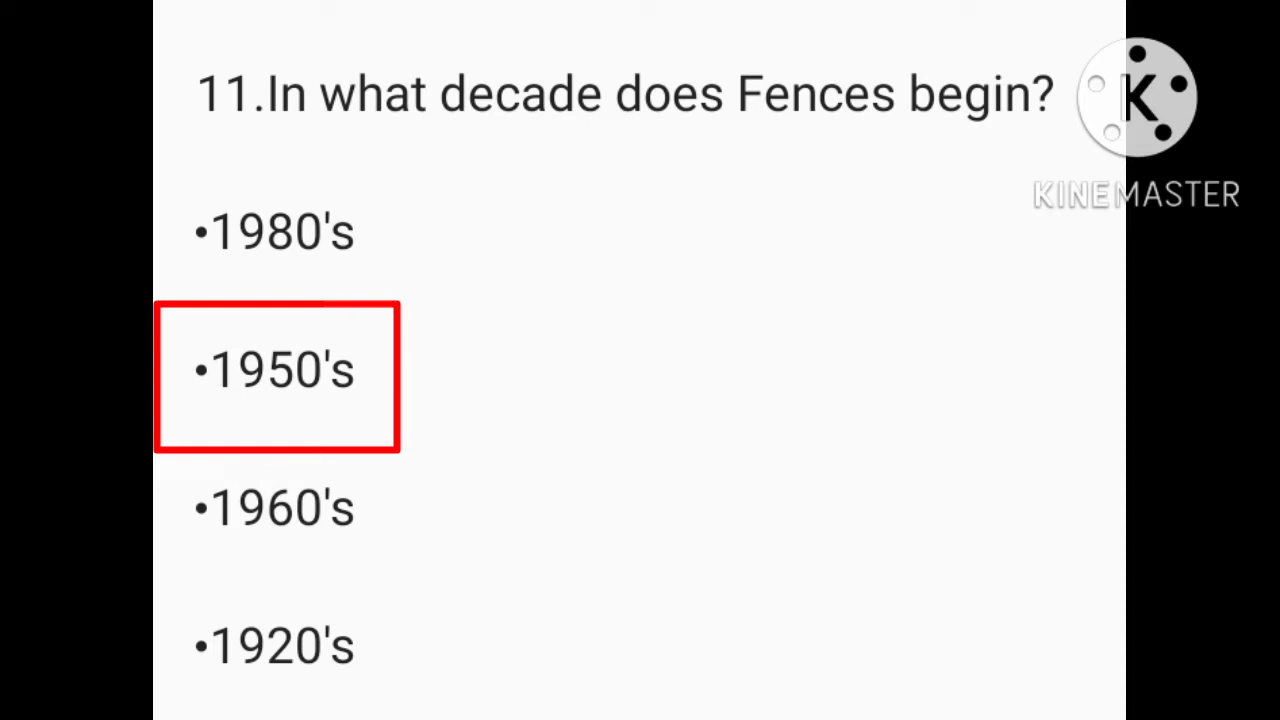 11.In what decade does Fences begin?
K
KINEMASTER
•1980's
•1950's
•1960's
•1920's